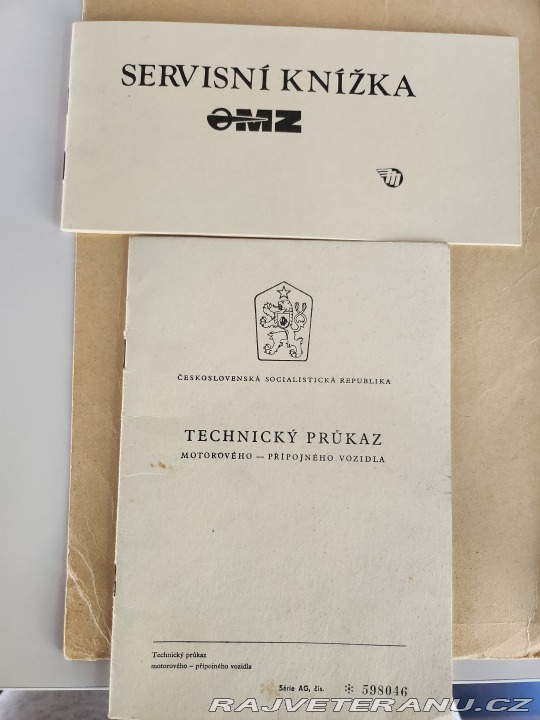 SERVISNÍ KNÍŽKA
MZ
ČESKOSLOVENSKÁ SOCIALISTICKÁ REPUBLIKA
TECHNICKÝ PRŮKAZ
MOTOROVÉHO — PŘÍPOJNÉHO VOZIDLA
Technický průkaz
motorového – přípojného vozidla
Série AG, čís. * 598046
RAJVETERANU.CZ